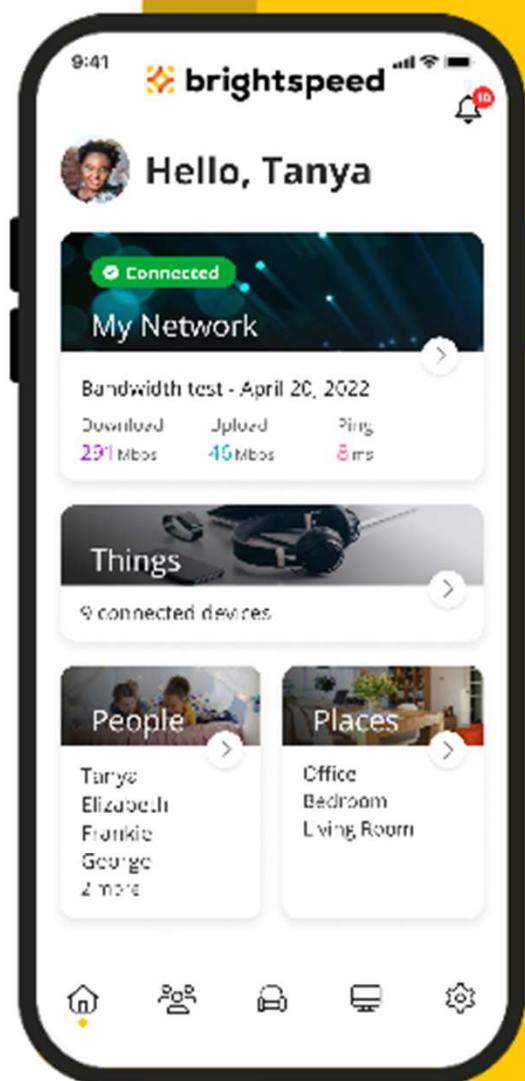 9:41
brightspeed
10
Hello, Tanya
Connected
My Network
Bandwidth test - April 20, 2022
Download Upload Ping
291 Mbps 46 Mbps 8 ms
Things
9 connected devices
People
Tanya
Elizabeth
Frankie
George
2 more
Places
Office
Bedroom
Living Room